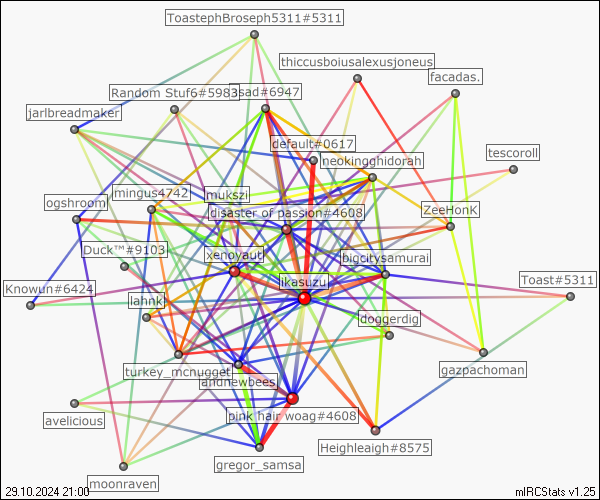 ToastephBroseph5311#5311
thiccusboiusalexusjoneus
facadas.
Random Stuf6#5983
sad#6947
jarlbreadmaker
default#0617
tescoroll
neokingghidorah
mingus4742
mukszi
ogshroom
disaster of passion#4608
ZeeHonK
Duck™#9103
xenoyaut
bigcitysamurai
ikasuzu
Toast#5311
Knowun#6424
iahnk
doggerdig
turkey_mcnugget
gazpachoman
andnewbees
avelicious
pink hair woag#4608
Heighleaigh#8575
gregor_samsa
moonraven
29.10.2024 21:00
mIRCStats v1.25